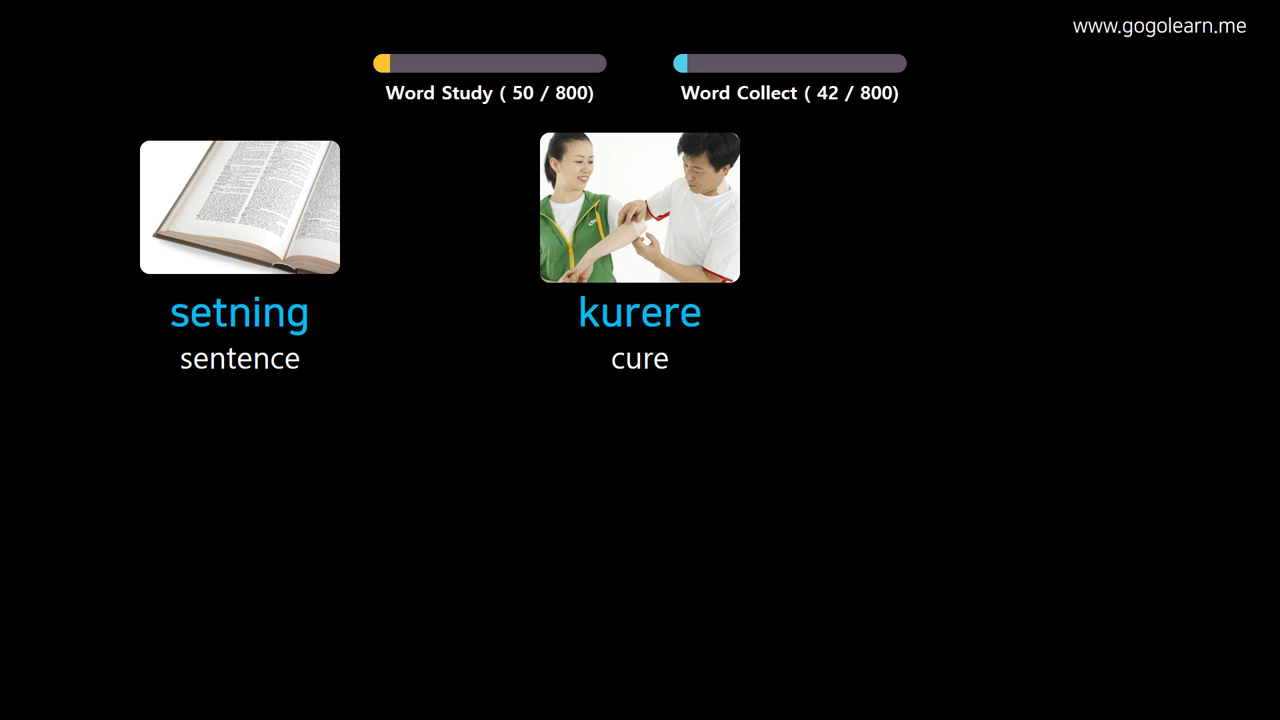 www.gogolearn.me
Word Study ( 50 / 800)
Word Collect ( 42 / 800)
setning
sentence
kurere
cure